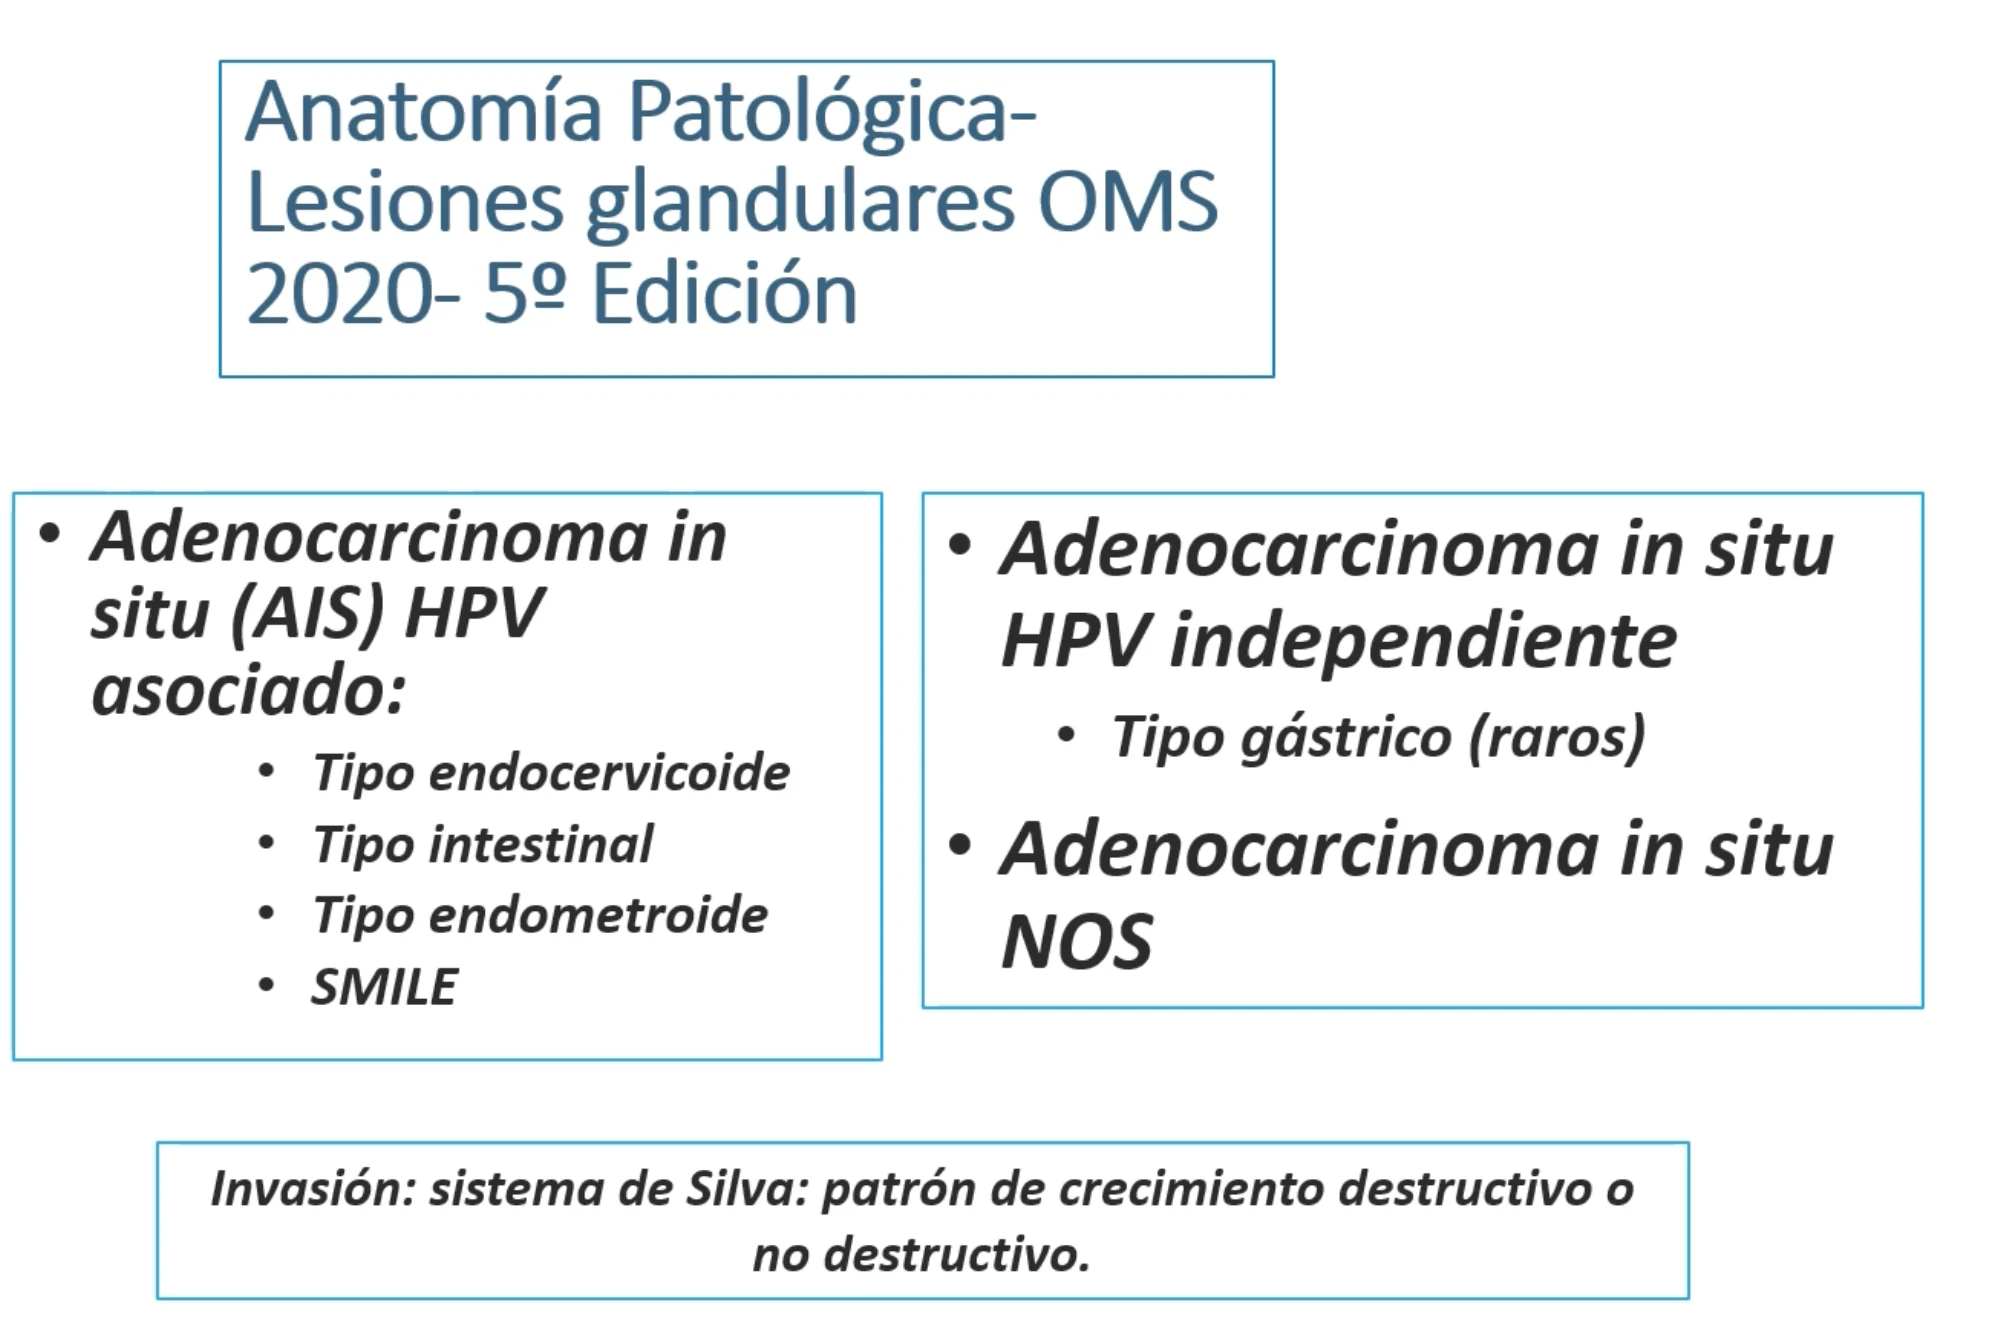 Anatomía Patológica-
Lesiones glandulares OMS
2020- 5º Edición
• Adenocarcinoma in
situ (AIS) HPV
asociado:
• Tipo endocervicoide
• Tipo intestinal
• Tipo endometroide
• SMILE
• Adenocarcinoma in situ
HPV independiente
• Tipo gástrico (raros)
• Adenocarcinoma in situ
NOS
Invasión: sistema de Silva: patrón de crecimiento destructivo o
no destructivo.